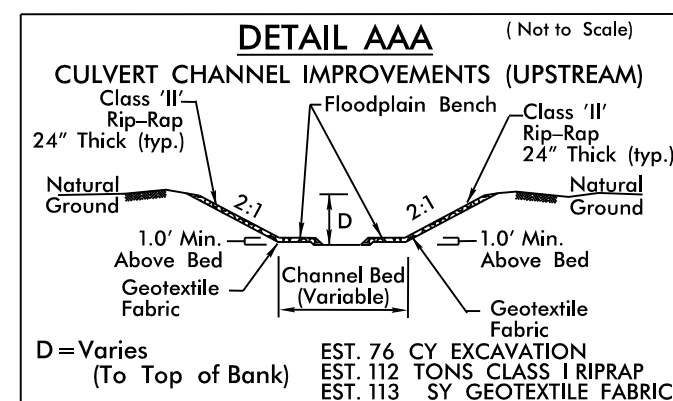 DETAIL AAA
( Not to Scale)
CULVERT CHANNEL IMPROVEMENTS (UPSTREAM)
Class 'II'
Rip-Rap
24" Thick (typ.)
Floodplain Bench
Class 'II'
Rip-Rap
24" Thick (typ.)
Natural
Ground
2:1
D
2:1
Natural
Ground
1.0' Min.
Above Bed
1.0' Min.
Above Bed
Geotextile
Fabric
Channel Bed
(Variable)
Geotextile
Fabric
D = Varies
(To Top of Bank)
EST. 76 CY EXCAVATION
EST. 112 TONS CLASS I RIPRAP
EST. 113 SY GEOTEXTILE FABRIC